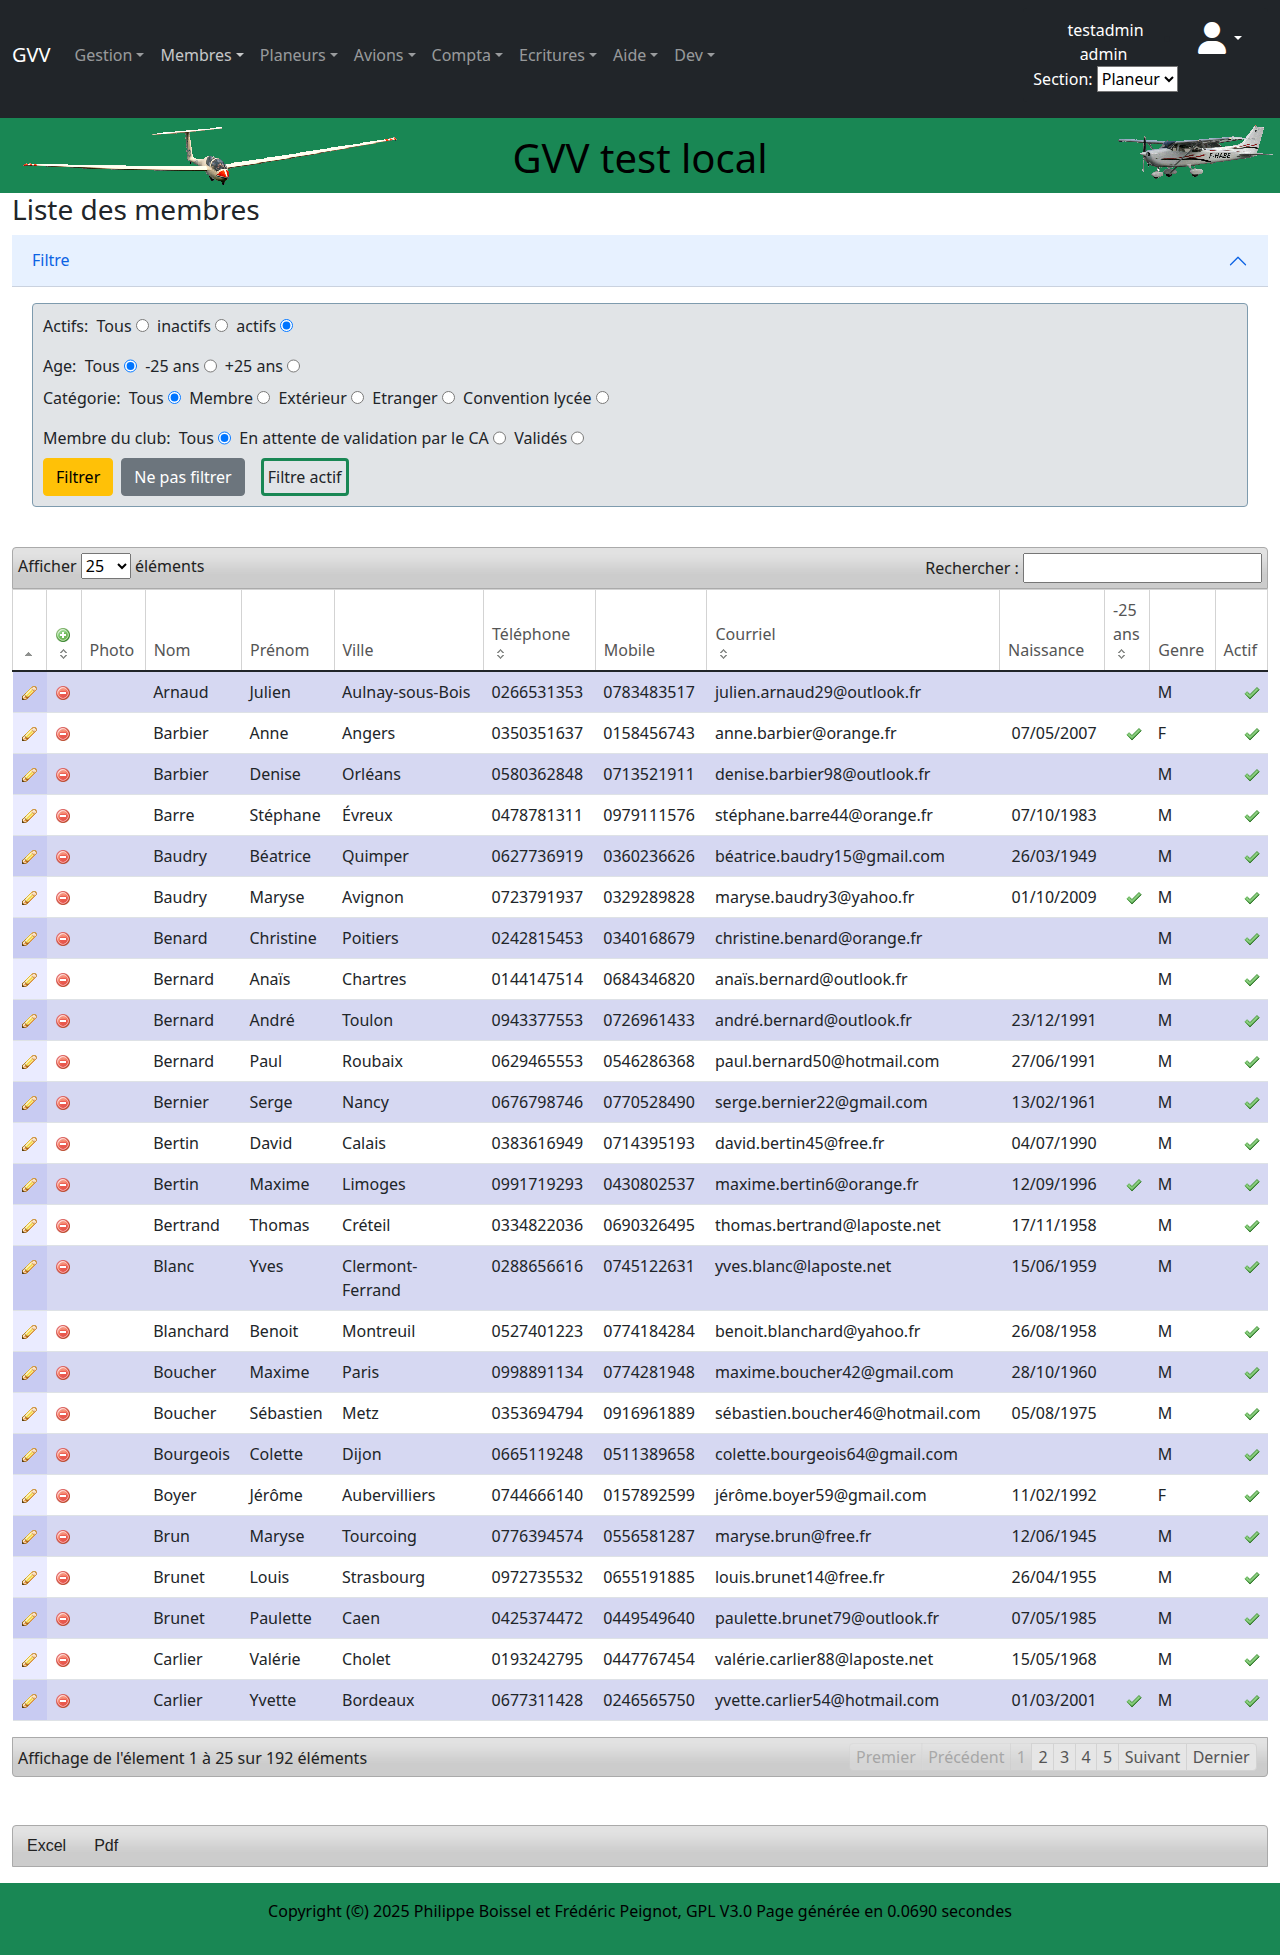 GVV Gestion Membres Planeurs Avions Compta Ecritures Aide Dev
testadmin
admin
Section: Planeur
F-HABE
GVV test local
Liste des membres
Filtre
Actifs: Tous inactifs actifs
Age: Tous -25 ans +25 ans
Catégorie: Tous Membre Extérieur Etranger Convention lycée
Membre du club: Tous En attente de validation par le CA Validés
Filtrer Ne pas filtrer Filtre actif
Afficher 25 éléments Rechercher :
Photo Nom Prénom Ville Téléphone Mobile Courriel Naissance -25 ans Genre Actif
Arnaud Julien Aulnay-sous-Bois 0266531353 0783483517 julien.arnaud29@outlook.fr M
Barbier Anne Angers 0350351637 0158456743 anne.barbier@orange.fr 07/05/2007 F
Barbier Denise Orléans 0580362848 0713521911 denise.barbier98@outlook.fr M
Barre Stéphane Évreux 0478781311 0979111576 stéphane.barre44@orange.fr 07/10/1983 M
Baudry Béatrice Quimper 0627736919 0360236626 béatrice.baudry15@gmail.com 26/03/1949 M
Baudry Maryse Avignon 0723791937 0329289828 maryse.baudry3@yahoo.fr 01/10/2009 M
Benard Christine Poitiers 0242815453 0340168679 christine.benard@orange.fr M
Bernard Anaïs Chartres 0144147514 0684346820 anaïs.bernard@outlook.fr M
Bernard André Toulon 0943377553 0726961433 andré.bernard@outlook.fr 23/12/1991 M
Bernard Paul Roubaix 0629465553 0546286368 paul.bernard50@hotmail.com 27/06/1991 M
Bernier Serge Nancy 0676798746 0770528490 serge.bernier22@gmail.com 13/02/1961 M
Bertin David Calais 0383616949 0714395193 david.bertin45@free.fr 04/07/1990 M
Bertin Maxime Limoges 0991719293 0430802537 maxime.bertin6@orange.fr 12/09/1996 M
Bertrand Thomas Créteil 0334822036 0690326495 thomas.bertrand@laposte.net 17/11/1958 M
Blanc Yves Clermont-Ferrand 0288656616 0745122631 yves.blanc@laposte.net 15/06/1959 M
Blanchard Benoit Montreuil 0527401223 0774184284 benoit.blanchard@yahoo.fr 26/08/1958 M
Boucher Maxime Paris 0998891134 0774281948 maxime.boucher42@gmail.com 28/10/1960 M
Boucher Sébastien Metz 0353694794 0916961889 sébastien.boucher46@hotmail.com 05/08/1975 M
Bourgeois Colette Dijon 0665119248 0511389658 colette.bourgeois64@gmail.com M
Boyer Jérôme Aubervilliers 0744666140 0157892599 jérôme.boyer59@gmail.com 11/02/1992 F
Brun Maryse Tourcoing 0776394574 0556581287 maryse.brun@free.fr 12/06/1945 M
Brunet Louis Strasbourg 0972735532 0655191885 louis.brunet14@free.fr 26/04/1955 M
Brunet Paulette Caen 0425374472 0449549640 paulette.brunet79@outlook.fr 07/05/1985 M
Carlier Valérie Cholet 0193242795 0447767454 valérie.carlier88@laposte.net 15/05/1968 M
Carlier Yvette Bordeaux 0677311428 0246565750 yvette.carlier54@hotmail.com 01/03/2001 M
Affichage de l'élement 1 à 25 sur 192 éléments Premier Précédent 1 2 3 4 5 Suivant Dernier
Excel Pdf
Copyright (©) 2025 Philippe Boissel et Frédéric Peignot, GPL V3.0 Page générée en 0.0690 secondes